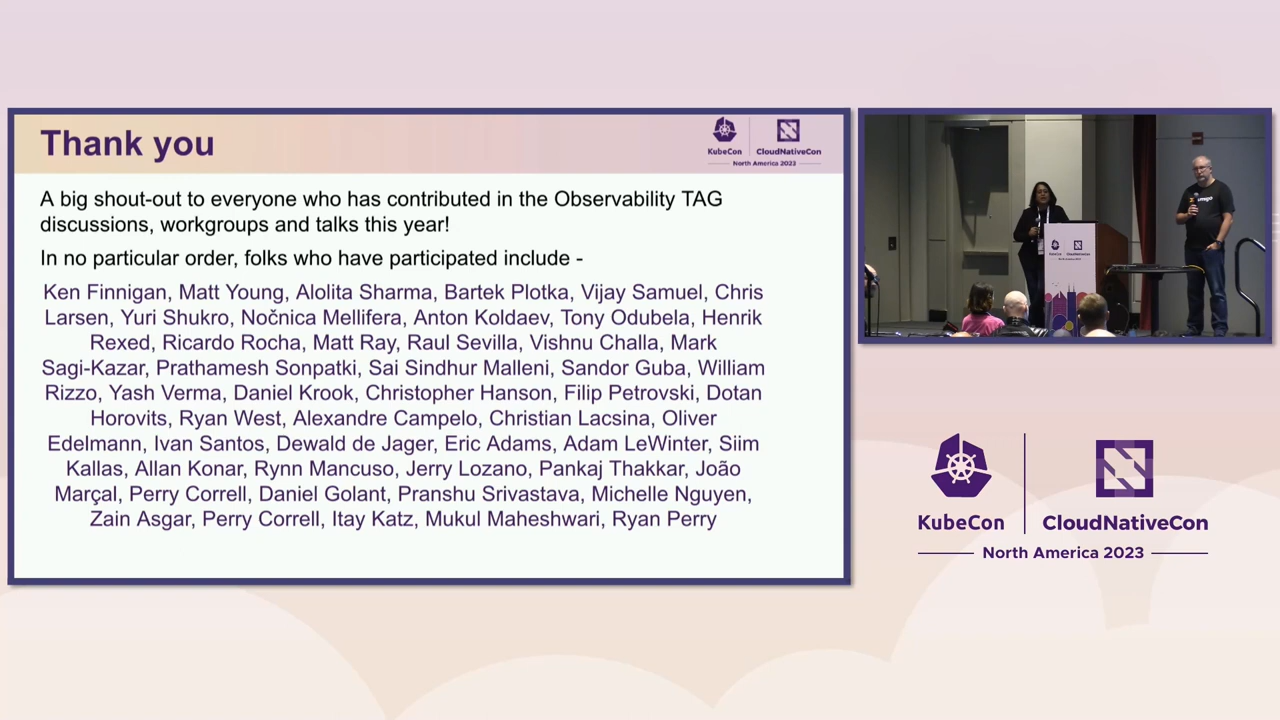 Thank you
KubeCon
CloudNativeCon
North America 2023
A big shout-out to everyone who has contributed in the Observability TAG
discussions, workgroups and talks this year!
In no particular order, folks who have participated include -
Ken Finnigan, Matt Young, Alolita Sharma, Bartek Plotka, Vijay Samuel, Chris
Larsen, Yuri Shukro, Nočnica Mellifera, Anton Koldaev, Tony Odubela, Henrik
Rexed, Ricardo Rocha, Matt Ray, Raul Sevilla, Vishnu Challa, Mark
Sagi-Kazar, Prathamesh Sonpatki, Sai Sindhur Malleni, Sandor Guba, William
Rizzo, Yash Verma, Daniel Krook, Christopher Hanson, Filip Petrovski, Dotan
Horovits, Ryan West, Alexandre Campelo, Christian Lacsina, Oliver
Edelmann, Ivan Santos, Dewald de Jager, Eric Adams, Adam LeWinter, Siim
Kallas, Allan Konar, Rynn Mancuso, Jerry Lozano, Pankaj Thakkar, João
Marçal, Perry Correll, Daniel Golant, Pranshu Srivastava, Michelle Nguyen,
Zain Asgar, Perry Correll, Itay Katz, Mukul Maheshwari, Ryan Perry
KubeCon
CloudNativeCon
North America 2023